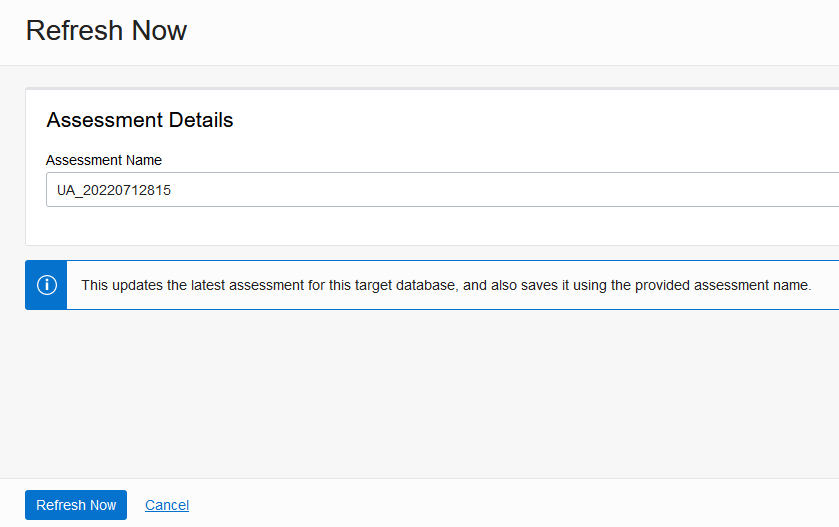 Refresh Now
Assessment Details
Assessment Name
UA_20220712815
This updates the latest assessment for this target database, and also saves it using the provided assessment name.
Refresh Now
Cancel